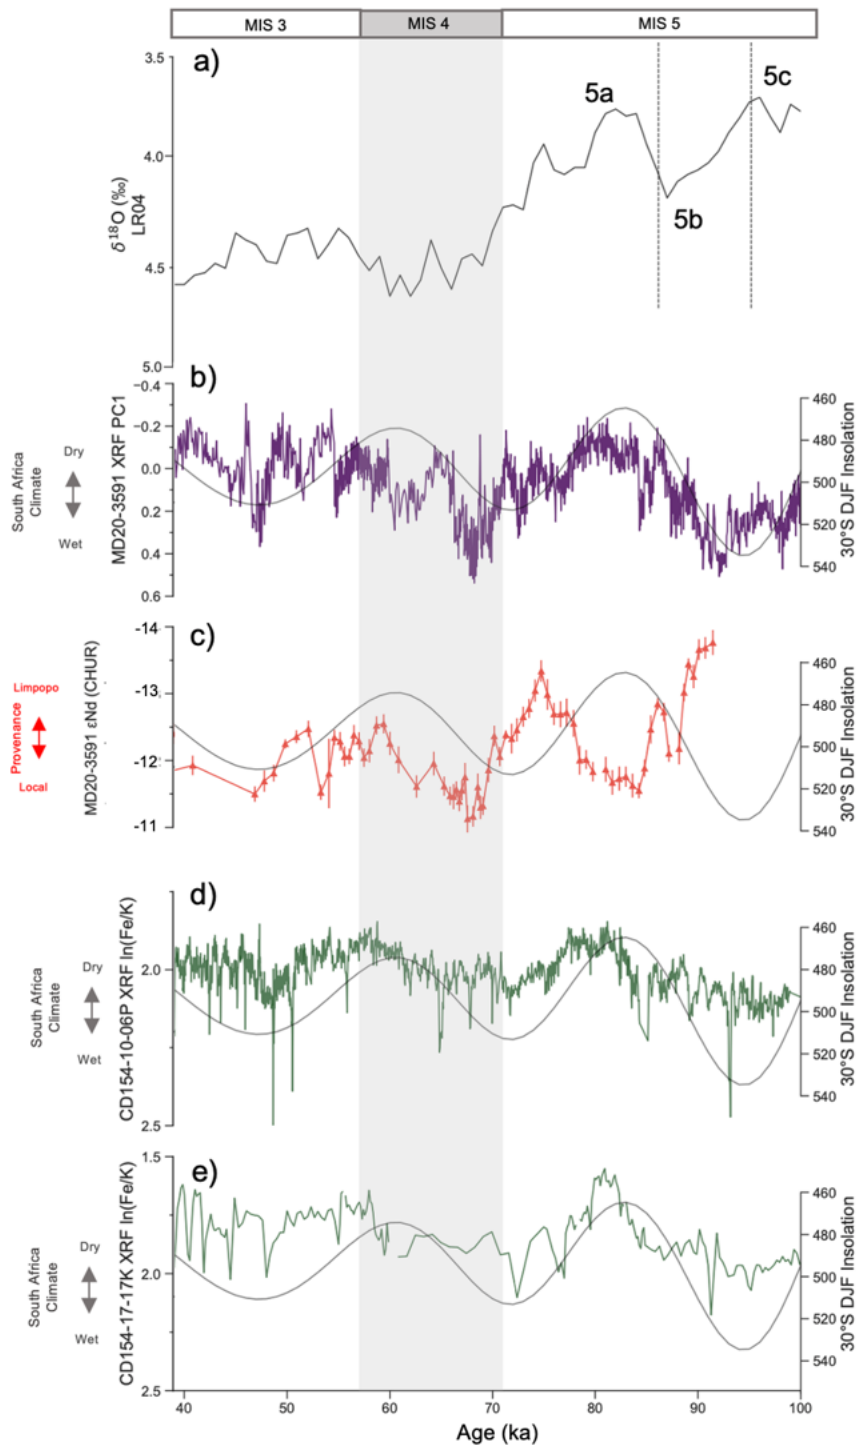 MIS 3
MIS 4
MIS 5
a)
5a
5b
5c
3.5
4.0
4.5
5.0
δ¹⁸O (‰)
LR04
b)
−0.4
−0.2
0.0
0.2
0.4
0.6
MD20-3591 XRF PC1
South Africa
Climate
Dry
Wet
460
480
500
520
540
30°S DJF Insolation
c)
-14
-13
-12
-11
MD20-3591 εNd (CHUR)
Provenance
Limpopo
Local
460
480
500
520
540
30°S DJF Insolation
d)
2.0
2.5
CD154-10-06P XRF ln(Fe/K)
South Africa
Climate
Dry
Wet
460
480
500
520
540
30°S DJF Insolation
e)
1.5
2.0
2.5
CD154-17-17K XRF ln(Fe/K)
South Africa
Climate
Dry
Wet
460
480
500
520
540
30°S DJF Insolation
40
50
60
70
80
90
100
Age (ka)